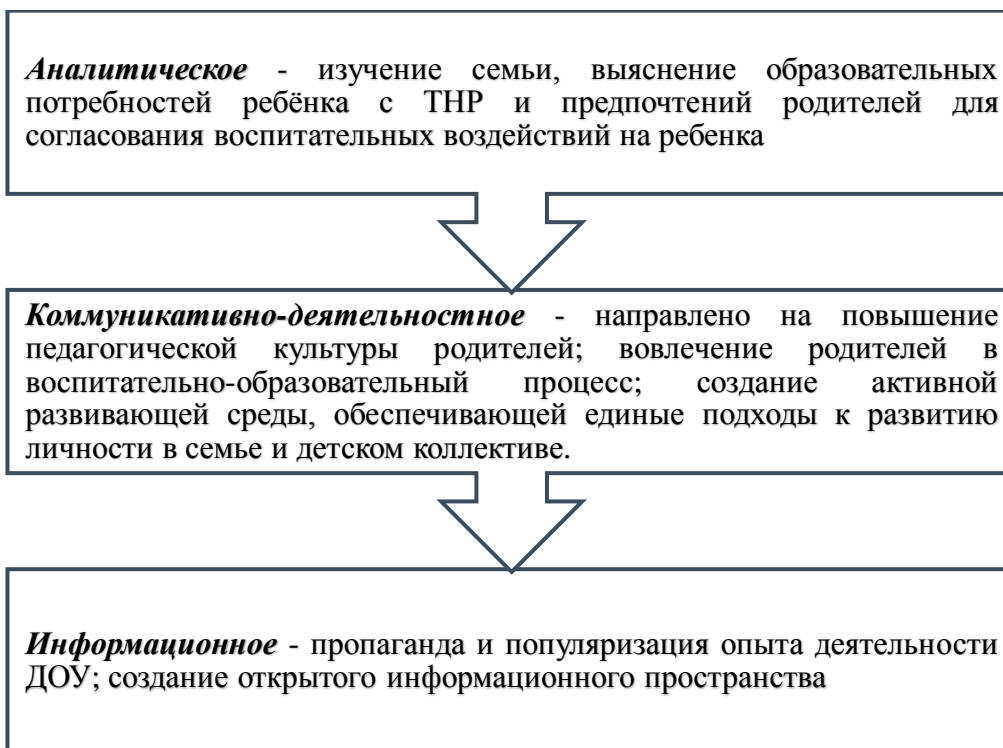 Аналитическое - изучение семьи, выяснение образовательных
потребностей ребёнка с ТНР и предпочтений родителей для
согласования воспитательных воздействий на ребенка
Коммуникативно-деятельностное - направлено на повышение
педагогической культуры родителей; вовлечение родителей в
воспитательно-образовательный процесс; создание активной
развивающей среды, обеспечивающей единые подходы к развитию
личности в семье и детском коллективе.
Информационное - пропаганда и популяризация опыта деятельности
ДОУ; создание открытого информационного пространства